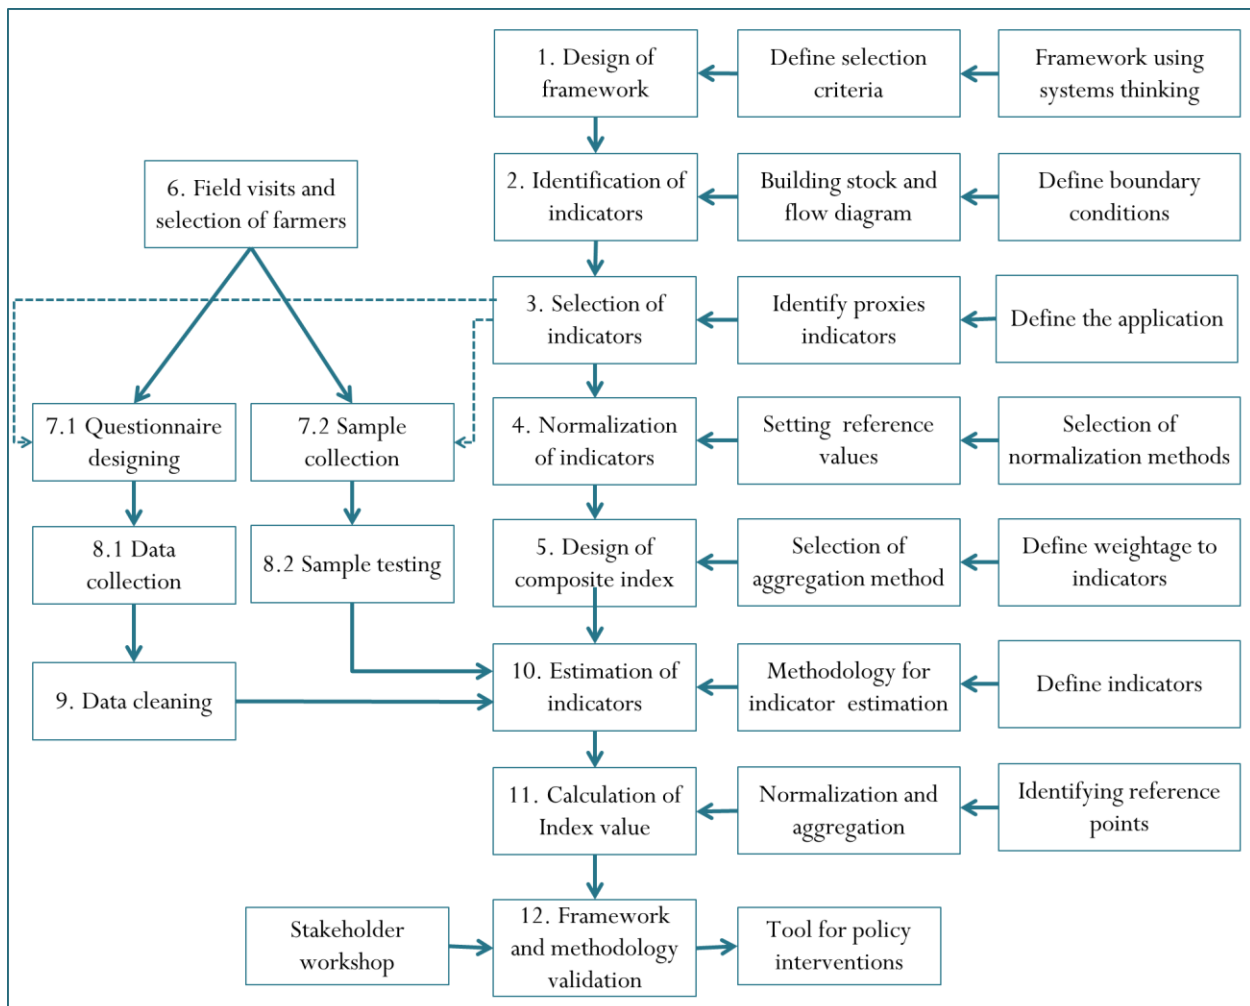 1. Design of
framework
Define selection
criteria
Framework using
systems thinking
6. Field visits and
selection of farmers
2. Identification of
indicators
Building stock and
flow diagram
Define boundary
conditions
3. Selection of
indicators
Identify proxies
indicators
Define the application
7.1 Questionnaire
designing
7.2 Sample
collection
4. Normalization
of indicators
Setting reference
values
Selection of
normalization methods
8.1 Data
collection
8.2 Sample testing
5. Design of
composite index
Selection of
aggregation method
Define weightage to
indicators
9. Data cleaning
10. Estimation of
indicators
Methodology for
indicator estimation
Define indicators
11. Calculation of
Index value
Normalization and
aggregation
Identifying reference
points
Stakeholder
workshop
12. Framework
and methodology
validation
Tool for policy
interventions